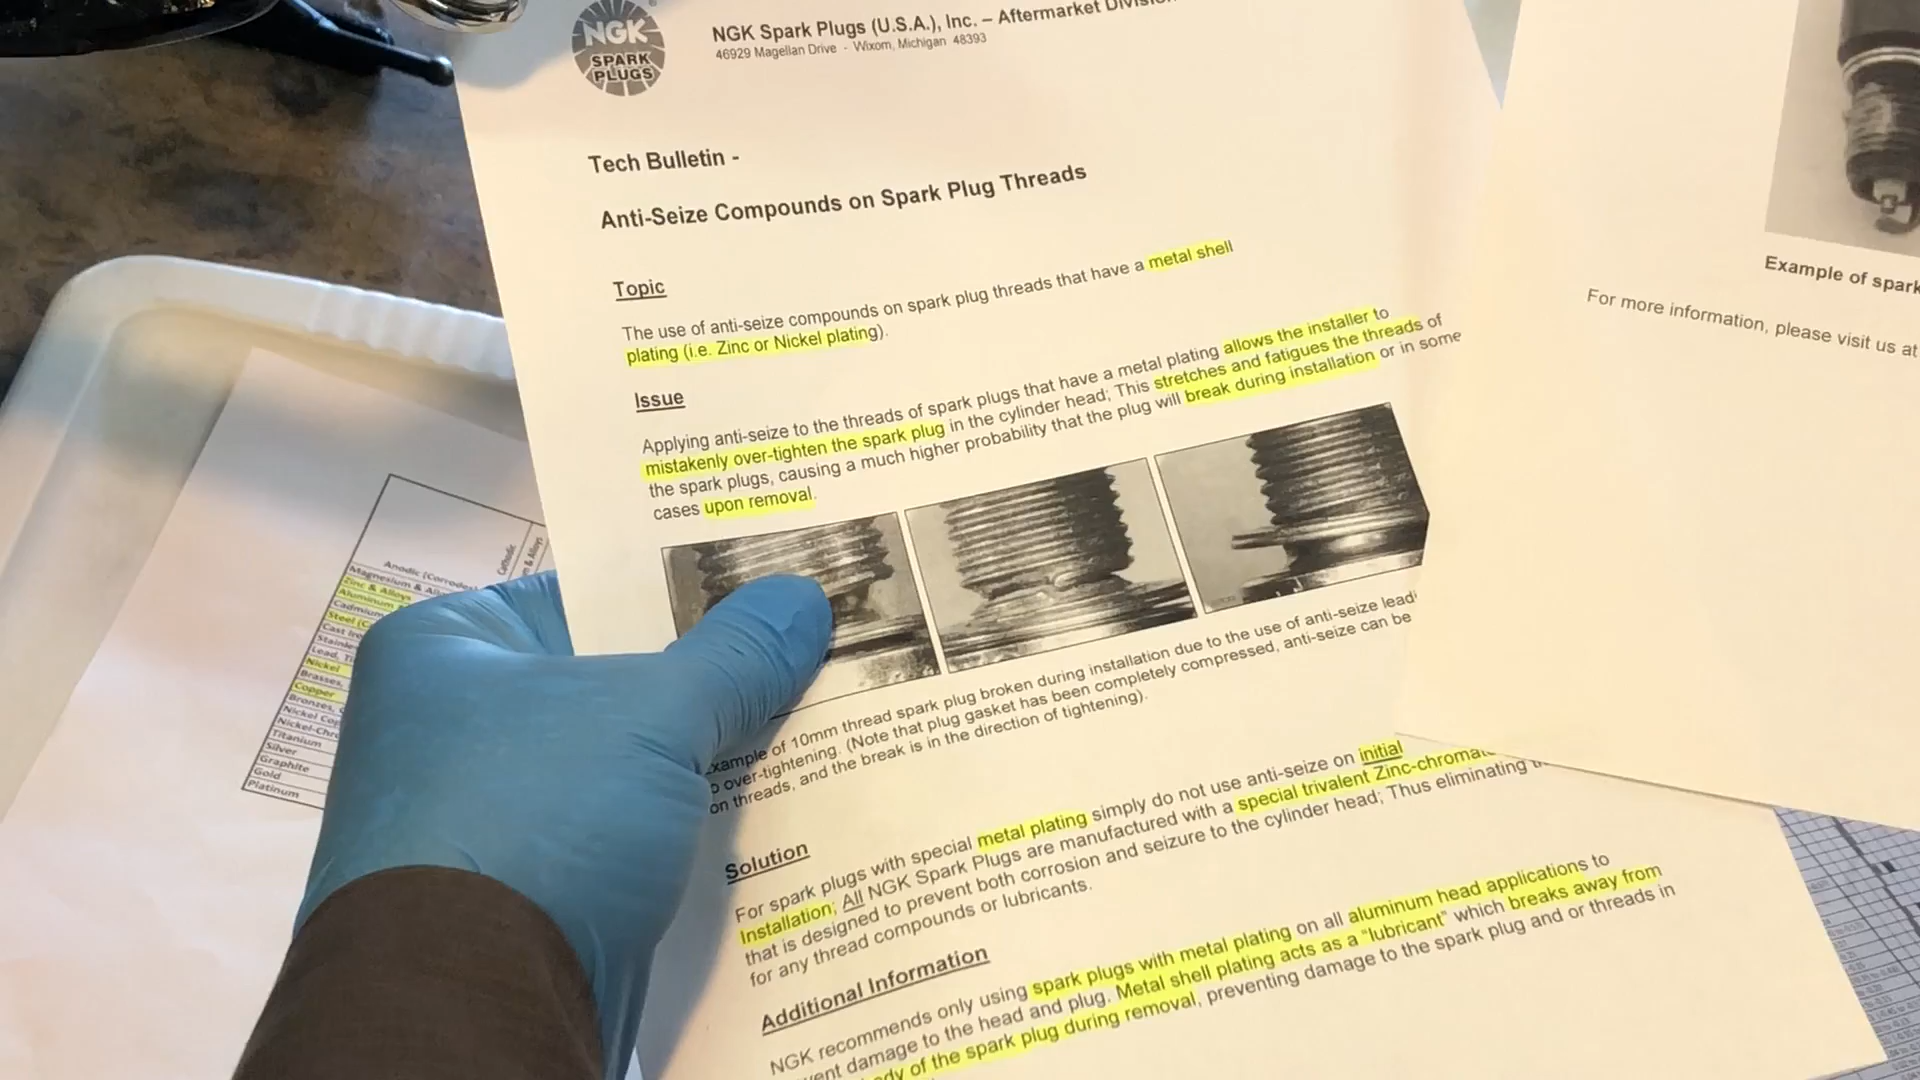 NGK
SPARK
PLUGS
NGK Spark Plugs (U.S.A.), Inc. – Aftermarket Division
46929 Magellan Drive - Wixom, Michigan 48393
Tech Bulletin -
Anti-Seize Compounds on Spark Plug Threads
Topic
The use of anti-seize compounds on spark plug threads that have a metal shell
plating (i.e. Zinc or Nickel plating).
Issue
Applying anti-seize to the threads of spark plugs that have a metal plating allows the installer to
mistakenly over-tighten the spark plug in the cylinder head; This stretches and fatigues the threads of
the spark plugs, causing a much higher probability that the plug will break during installation or in some
cases upon removal.
xample of 10mm thread spark plug broken during installation due to the use of anti-seize leadi
o over-tightening. (Note that plug gasket has been completely compressed, anti-seize can be
on threads, and the break is in the direction of tightening).
Solution
For spark plugs with special metal plating simply do not use anti-seize on initial
Installation; All NGK Spark Plugs are manufactured with a special trivalent Zinc-chromat
that is designed to prevent both corrosion and seizure to the cylinder head; Thus eliminating
for any thread compounds or lubricants.
Additional Information
NGK recommends only using spark plugs with metal plating on all aluminum head applications to
vent damage to the head and plug. Metal shell plating acts as a "lubricant" which breaks away from
ody of the spark plug during removal, preventing damage to the spark plug and or threads in
Example of spark
For more information, please visit us at
Cathodic
& Alloys
Anodic (Corrodes)
Magnesium & All
Zinc & Alloys
Aluminum
Cadmium
Steel (C
Cast Iro
Stainle
Lead, Ti
Nickel
Brasses,
Copper
Bronzes, C
Nickel Cop
Nickel-Chro
Titanium
Silver
Graphite
Gold
Platinum